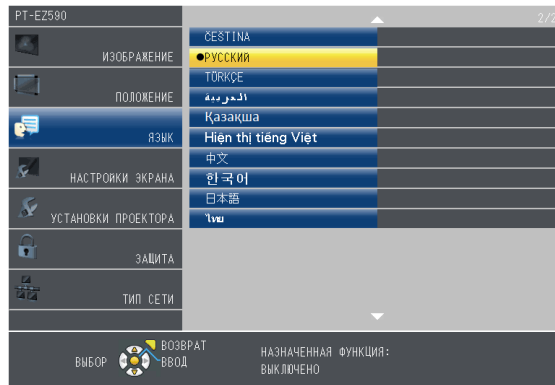 PT-EZ590
2/2
ИЗОБРАЖЕНИЕ
ПОЛОЖЕНИЕ
ЯЗЫК
НАСТРОЙКИ ЭКРАНА
УСТАНОВКИ ПРОЕКТОРА
ЗАЩИТА
ТИП СЕТИ
ČEŠTINA
РУССКИЙ
TÜRKÇE
العربية
Қазақша
Hiện thị tiếng Việt
中文
한국어
日本語
ไทย
ВЫБОР
ВОЗВРАТ
ВВОД
НАЗНАЧЕННАЯ ФУНКЦИЯ:
ВЫКЛЮЧЕНО